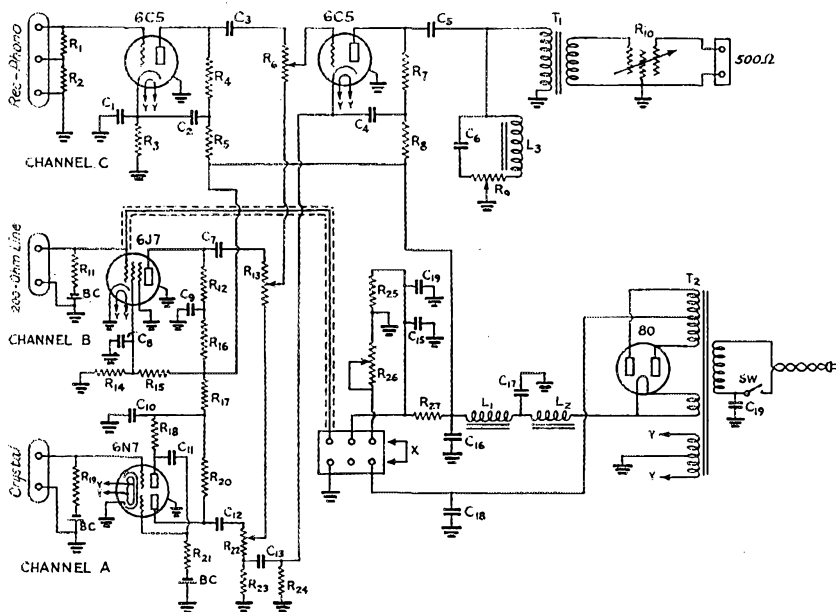 Rec-Phono
R1
R2
6C5
C3
R4
R6
6C5
C5
R7
T1
R10
500Ω
C1
R3
C2
R5
C4
R8
C6
L3
R9
CHANNEL C
200-Ohm Line
R11
BC
6J7
Y Y
C7
R12
R13
C9
C8
R16
R14
R15
CHANNEL B
R25
C19
C15
R26
R27
L1
C17
L2
C16
80
T2
SW
C19
Y
Y
X
C18
R17
C10
R18
C11
6N7
Crystal
R19
Y
Y
BC
R20
C12
R21
BC
R22
C13
R23
R24
CHANNEL A
Y Y
Y Y